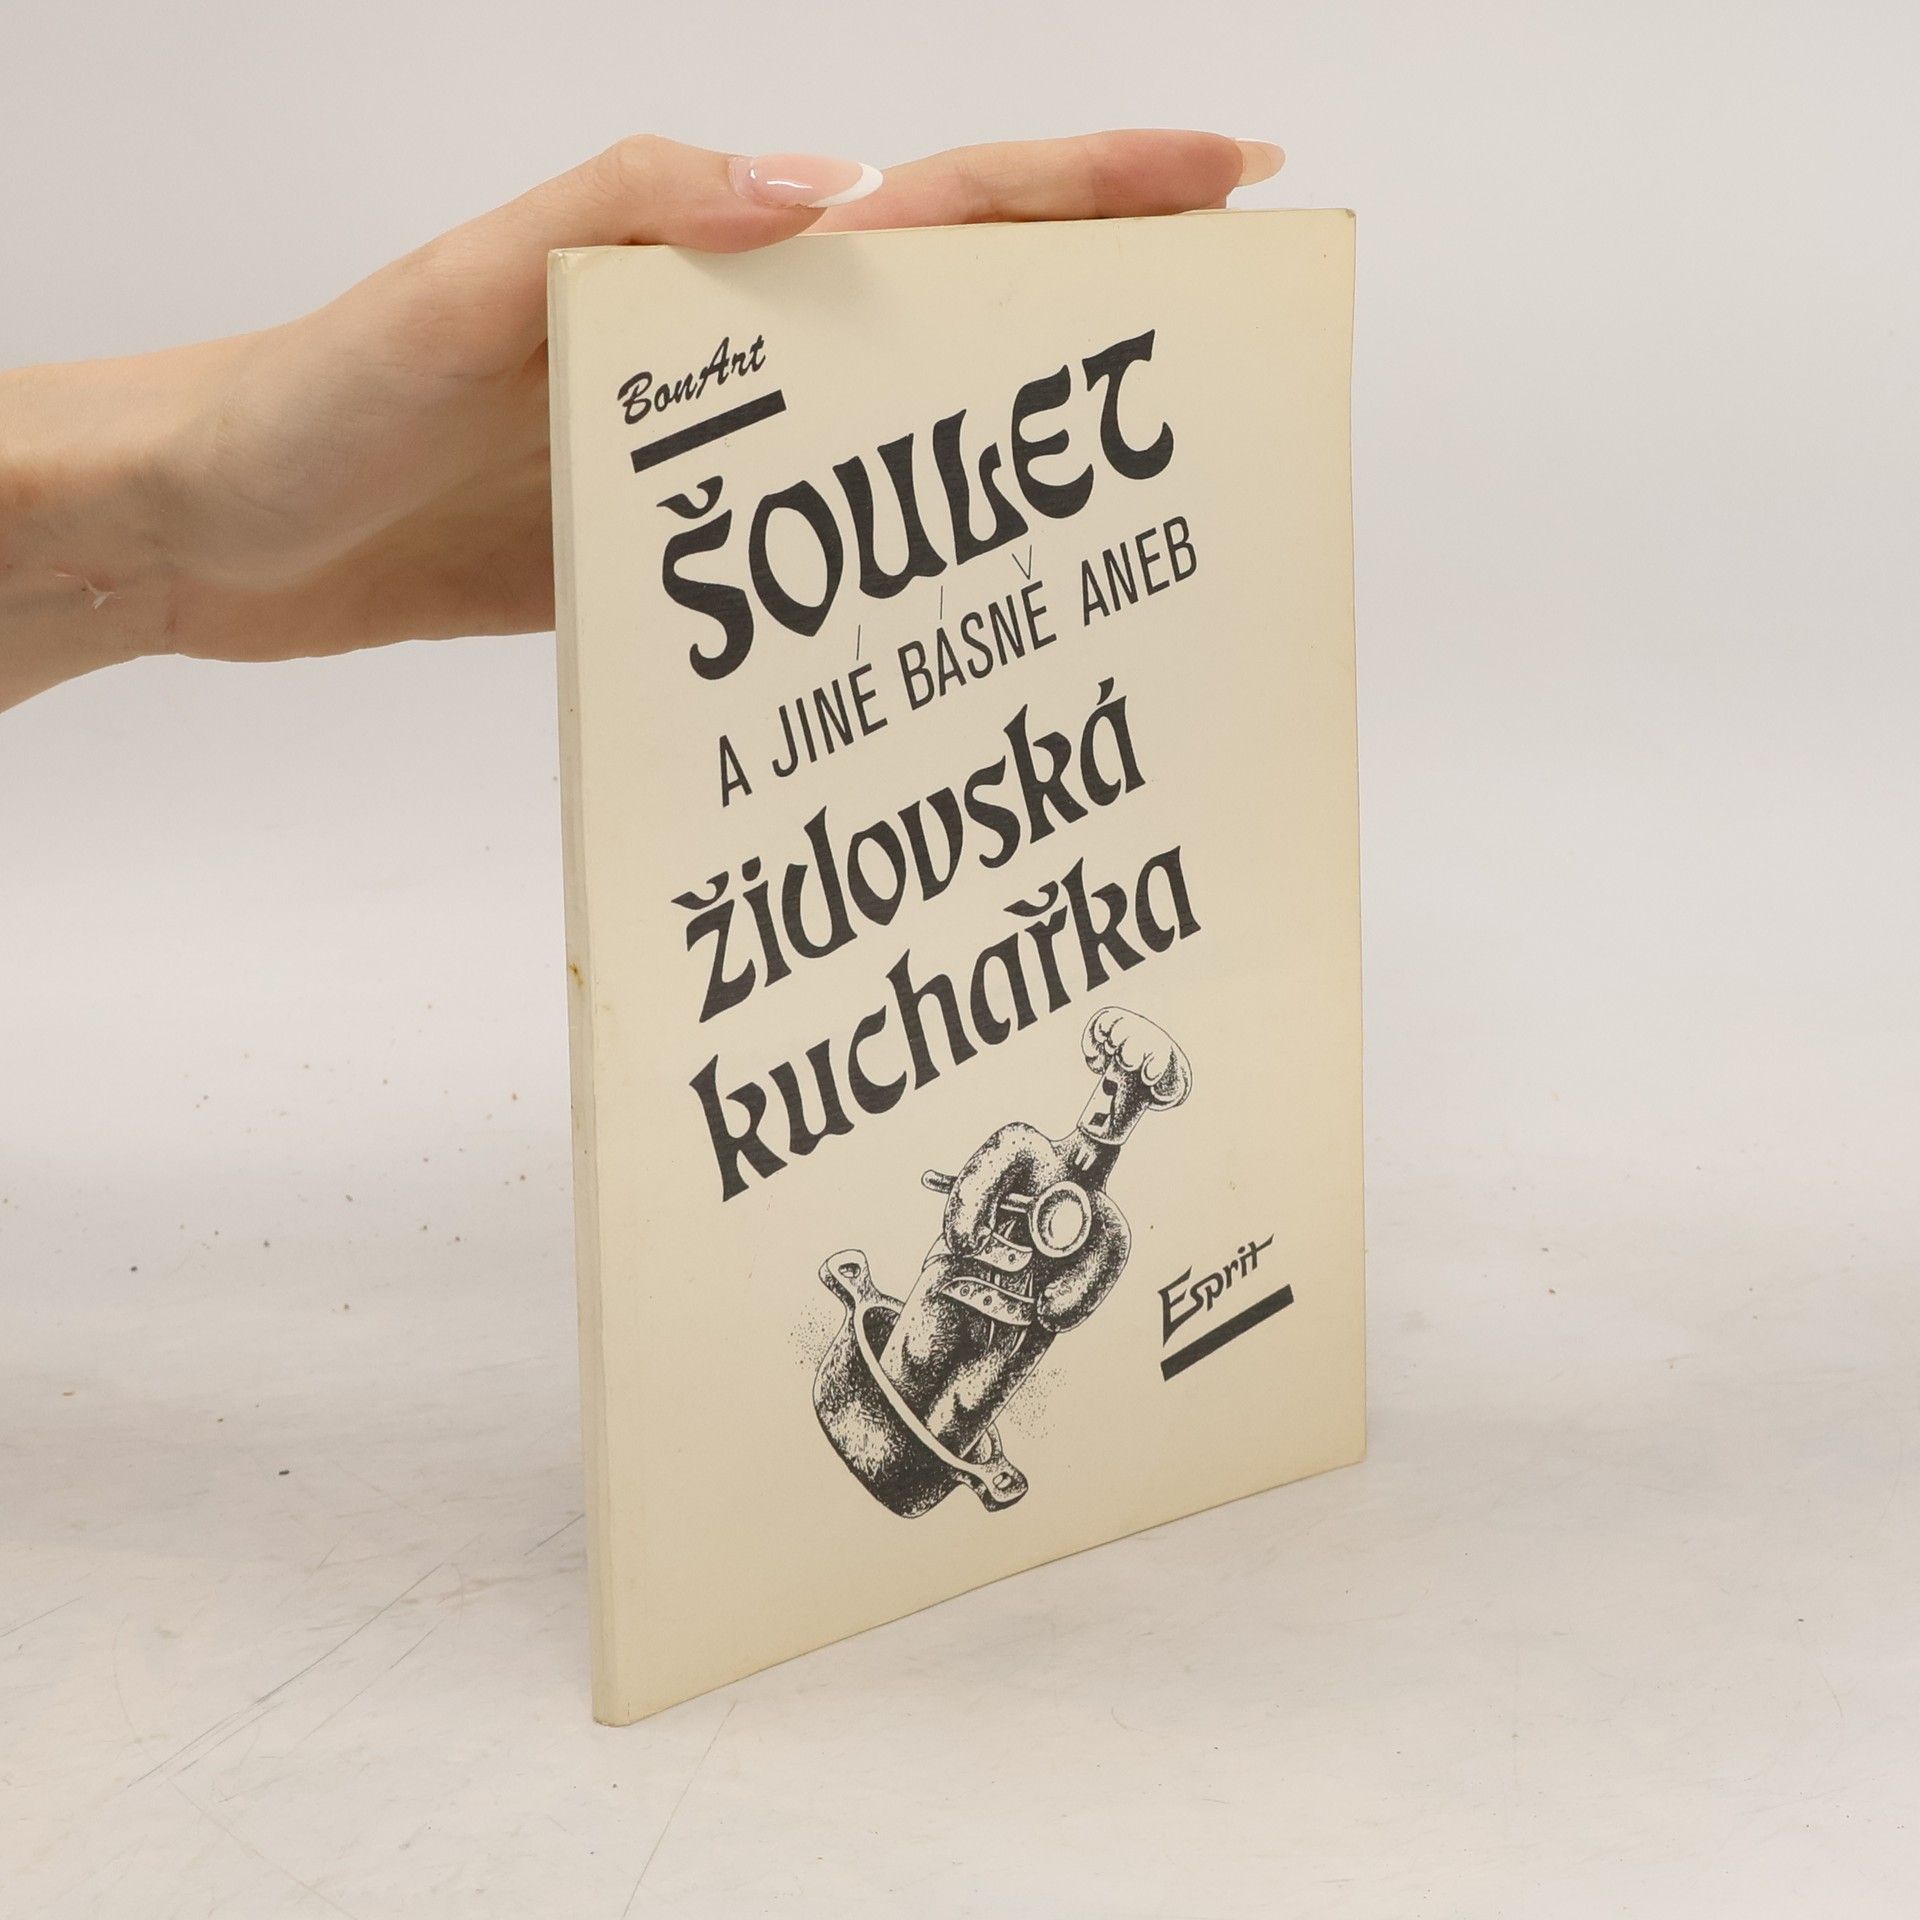 BonArt
ŠOULET
A JINÉ BÁSNĚ ANEB
židovská
kuchařka
Esprit